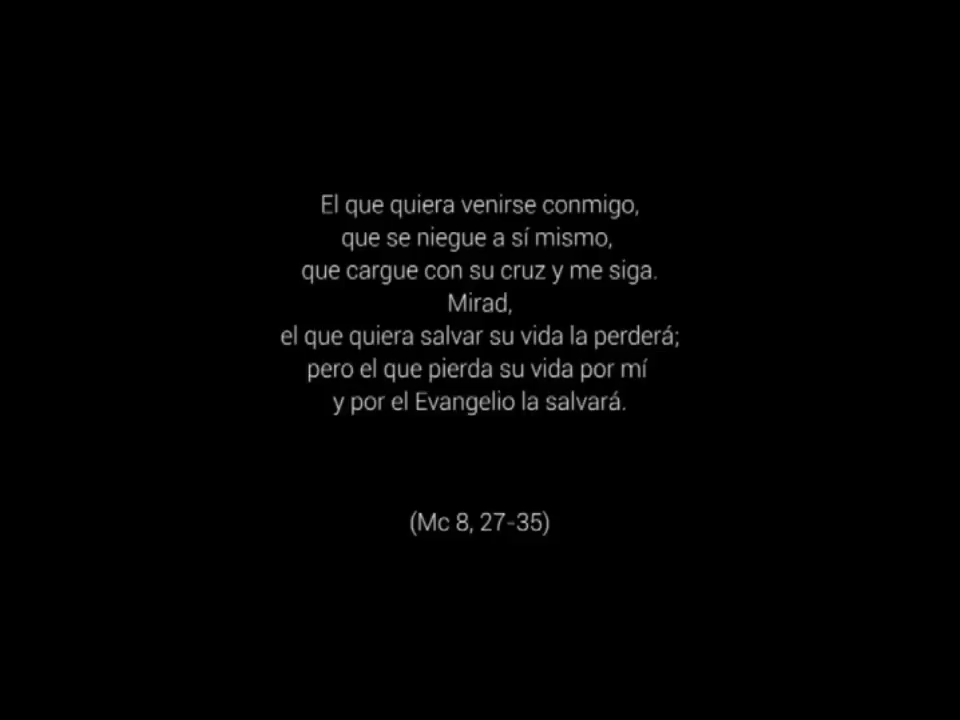 El que quiera venirse conmigo,
que se niegue a sí mismo,
que cargue con su cruz y me siga.
Mirad,
el que quiera salvar su vida la perderá;
pero el que pierda su vida por mí
y por el Evangelio la salvará.
(Mc 8, 27-35)